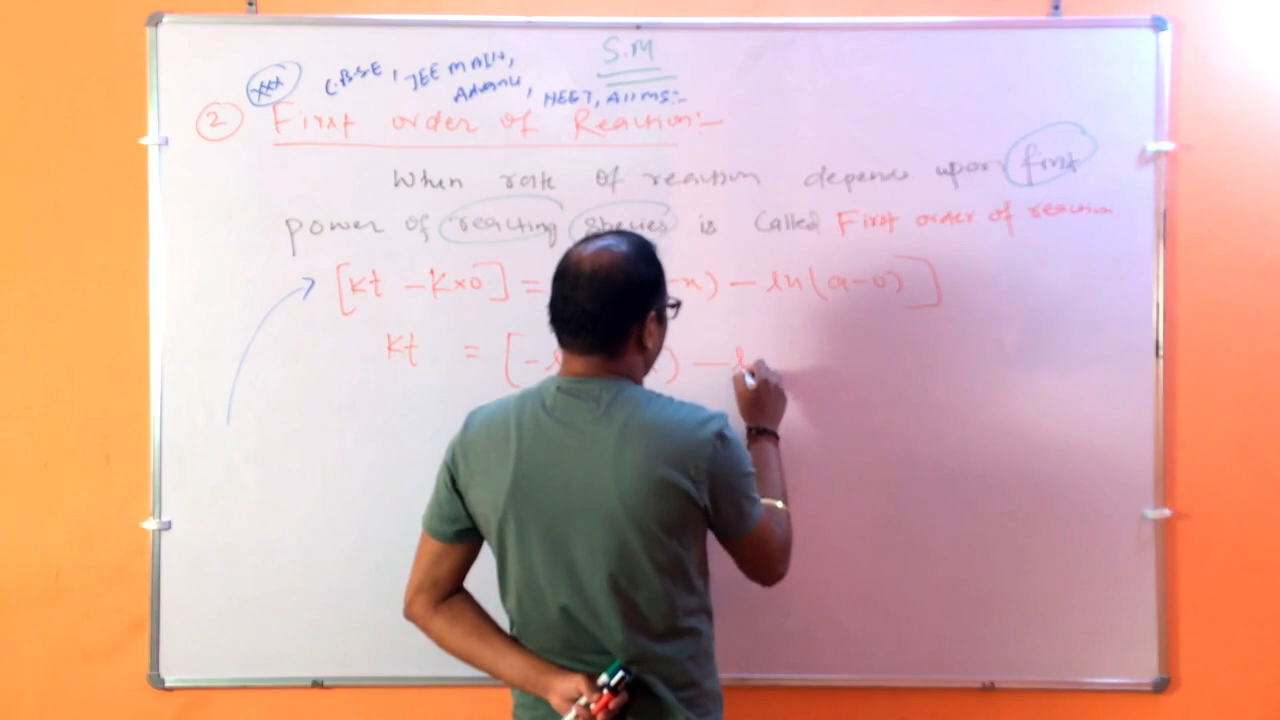 S.M
xxx CBSE, JEE MAIN,
Advance, NEET, AIIMS:-
② First order of Reaction:-
When rate of reaction depends upon first
power of reacting species is called First order of reaction
[Kt - K×0] = x) - ln(a-0)]
Kt = [- ) -